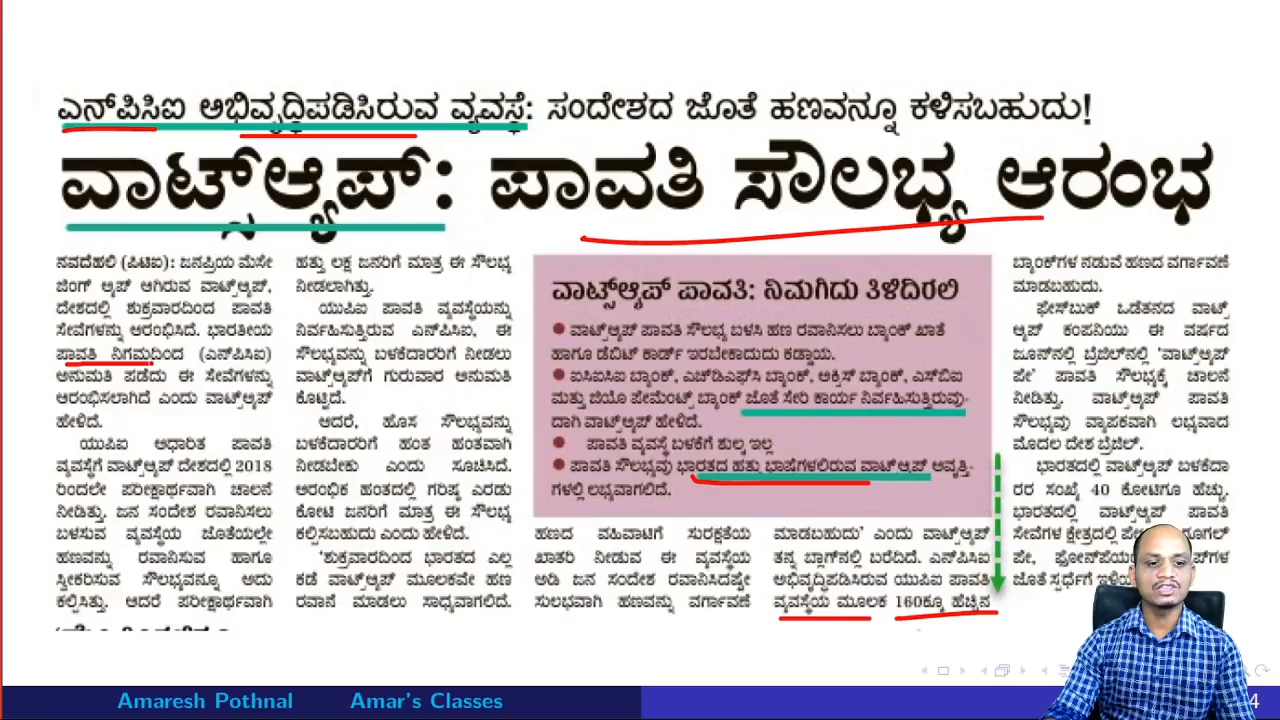 ಎನ್‌ಪಿಸಿಐ ಅಭಿವೃದ್ಧಿಪಡಿಸಿರುವ ವ್ಯವಸ್ಥೆ: ಸಂದೇಶದ ಜೊತೆ ಹಣವನ್ನೂ ಕಳಿಸಬಹುದು!
ವಾಟ್ಸ್‌ಆ್ಯಪ್: ಪಾವತಿ ಸೌಲಭ್ಯ ಆರಂಭ
ನವದೆಹಲಿ (ಪಿಟಿಐ): ಜನಪ್ರಿಯ ಮೆಸೇ
ಜಿಂಗ್ ಆ್ಯಪ್ ಆಗಿರುವ ವಾಟ್ಸ್‌ಆ್ಯಪ್,
ದೇಶದಲ್ಲಿ ಶುಕ್ರವಾರದಿಂದ ಪಾವತಿ
ಸೇವೆಗಳನ್ನು ಆರಂಭಿಸಿದೆ. ಭಾರತೀಯ
ಪಾವತಿ ನಿಗಮದಿಂದ (ಎನ್‌ಪಿಸಿಐ)
ಅನುಮತಿ ಪಡೆದು ಈ ಸೇವೆಗಳನ್ನು
ಆರಂಭಿಸಲಾಗಿದೆ ಎಂದು ವಾಟ್ಸ್‌ಆ್ಯಪ್
ಹೇಳಿದೆ.
ಯುಪಿಐ ಆಧಾರಿತ ಪಾವತಿ
ವ್ಯವಸ್ಥೆಗೆ ವಾಟ್ಸ್‌ಆ್ಯಪ್ ದೇಶದಲ್ಲಿ 2018
ರಿಂದಲೇ ಪರೀಕ್ಷಾರ್ಥವಾಗಿ ಚಾಲನೆ
ನೀಡಿತ್ತು. ಜನ ಸಂದೇಶ ರವಾನಿಸಲು
ಬಳಸುವ ವ್ಯವಸ್ಥೆಯ ಜೊತೆಯಲ್ಲೇ
ಹಣವನ್ನು ರವಾನಿಸುವ ಹಾಗೂ
ಸ್ವೀಕರಿಸುವ ಸೌಲಭ್ಯವನ್ನೂ ಅದು
ಕಲ್ಪಿಸಿತ್ತು. ಆದರೆ ಪರೀಕ್ಷಾರ್ಥವಾಗಿ
ಹತ್ತು ಲಕ್ಷ ಜನರಿಗೆ ಮಾತ್ರ ಈ ಸೌಲಭ್ಯ
ನೀಡಲಾಗಿತ್ತು.
ಯುಪಿಐ ಪಾವತಿ ವ್ಯವಸ್ಥೆಯನ್ನು
ನಿರ್ವಹಿಸುತ್ತಿರುವ ಎನ್‌ಪಿಸಿಐ, ಈ
ಸೌಲಭ್ಯವನ್ನು ಬಳಕೆದಾರರಿಗೆ ನೀಡಲು
ವಾಟ್ಸ್‌ಆ್ಯಪ್‌ಗೆ ಗುರುವಾರ ಅನುಮತಿ
ಕೊಟ್ಟಿದೆ.
ಆದರೆ, ಹೊಸ ಸೌಲಭ್ಯವನ್ನು
ಬಳಕೆದಾರರಿಗೆ ಹಂತ ಹಂತವಾಗಿ
ನೀಡಬೇಕು ಎಂದು ಸೂಚಿಸಿದೆ.
ಆರಂಭಿಕ ಹಂತದಲ್ಲಿ ಗರಿಷ್ಠ ಎರಡು
ಕೋಟಿ ಜನರಿಗೆ ಮಾತ್ರ ಈ ಸೌಲಭ್ಯ
ಕಲ್ಪಿಸಬಹುದು ಎಂದು ಹೇಳಿದೆ.
‘ಶುಕ್ರವಾರದಿಂದ ಭಾರತದ ಎಲ್ಲ
ಕಡೆ ವಾಟ್ಸ್‌ಆ್ಯಪ್ ಮೂಲಕವೇ ಹಣ
ರವಾನೆ ಮಾಡಲು ಸಾಧ್ಯವಾಗಲಿದೆ.
ವಾಟ್ಸ್‌ಆ್ಯಪ್ ಪಾವತಿ: ನಿಮಗಿದು ತಿಳಿದಿರಲಿ
● ವಾಟ್ಸ್‌ಆ್ಯಪ್ ಪಾವತಿ ಸೌಲಭ್ಯ ಬಳಸಿ ಹಣ ರವಾನಿಸಲು ಬ್ಯಾಂಕ್ ಖಾತೆ
ಹಾಗೂ ಡೆಬಿಟ್ ಕಾರ್ಡ್ ಇರಬೇಕಾದುದು ಕಡ್ಡಾಯ.
● ಐಸಿಐಸಿಐ ಬ್ಯಾಂಕ್, ಎಚ್‌ಡಿಎಫ್‌ಸಿ ಬ್ಯಾಂಕ್, ಆಕ್ಸಿಸ್ ಬ್ಯಾಂಕ್, ಎಸ್‌ಬಿಐ
ಮತ್ತು ಜಿಯೊ ಪೇಮೆಂಟ್ಸ್ ಬ್ಯಾಂಕ್ ಜೊತೆ ಸೇರಿ ಕಾರ್ಯ ನಿರ್ವಹಿಸುತ್ತಿರುವು-
ದಾಗಿ ವಾಟ್ಸ್‌ಆ್ಯಪ್ ಹೇಳಿದೆ.
● ಪಾವತಿ ವ್ಯವಸ್ಥೆ ಬಳಕೆಗೆ ಶುಲ್ಕ ಇಲ್ಲ
● ಪಾವತಿ ಸೌಲಭ್ಯವು ಭಾರತದ ಹತ್ತು ಭಾಷೆಗಳಲ್ಲಿರುವ ವಾಟ್ಸ್‌ಆ್ಯಪ್ ಆವೃತ್ತಿ-
ಗಳಲ್ಲಿ ಲಭ್ಯವಾಗಲಿದೆ.
ಹಣದ ವಹಿವಾಟಿಗೆ ಸುರಕ್ಷತೆಯ
ಖಾತರಿ ನೀಡುವ ಈ ವ್ಯವಸ್ಥೆಯ
ಅಡಿ ಜನ ಸಂದೇಶ ರವಾನಿಸಿದಷ್ಟೇ
ಸುಲಭವಾಗಿ ಹಣವನ್ನು ವರ್ಗಾವಣೆ
ಮಾಡಬಹುದು’ ಎಂದು ವಾಟ್ಸ್‌ಆ್ಯಪ್
ತನ್ನ ಬ್ಲಾಗ್‌ನಲ್ಲಿ ಬರೆದಿದೆ. ಎನ್‌ಪಿಸಿಐ
ಅಭಿವೃದ್ಧಿಪಡಿಸಿರುವ ಯುಪಿಐ ಪಾವತಿ
ವ್ಯವಸ್ಥೆಯ ಮೂಲಕ 160ಕ್ಕೂ ಹೆಚ್ಚಿನ
ಬ್ಯಾಂಕ್‌ಗಳ ನಡುವೆ ಹಣದ ವರ್ಗಾವಣೆ
ಮಾಡಬಹುದು.
ಫೇಸ್‌ಬುಕ್ ಒಡೆತನದ ವಾಟ್ಸ್
ಆ್ಯಪ್ ಕಂಪನಿಯು ಈ ವರ್ಷದ
ಜೂನ್‌ನಲ್ಲಿ ಬ್ರೆಜಿಲ್‌ನಲ್ಲಿ ‘ವಾಟ್ಸ್‌ಆ್ಯಪ್
ಪೇ’ ಪಾವತಿ ಸೌಲಭ್ಯಕ್ಕೆ ಚಾಲನೆ
ನೀಡಿತ್ತು. ವಾಟ್ಸ್‌ಆ್ಯಪ್ ಪಾವತಿ
ಸೌಲಭ್ಯವು ವ್ಯಾಪಕವಾಗಿ ಲಭ್ಯವಾದ
ಮೊದಲ ದೇಶ ಬ್ರೆಜಿಲ್.
ಭಾರತದಲ್ಲಿ ವಾಟ್ಸ್‌ಆ್ಯಪ್ ಬಳಕೆದಾ
ರರ ಸಂಖ್ಯೆ 40 ಕೋಟಿಗೂ ಹೆಚ್ಚು.
ಭಾರತದಲ್ಲಿ ವಾಟ್ಸ್‌ಆ್ಯಪ್ ಪಾವತಿ
ಸೇವೆಗಳ ಕ್ಷೇತ್ರದಲ್ಲಿ
ಪೇ,
ಜೊತೆ ಸ್ಪರ್ಧೆಗೆ
Amaresh Pothnal Amar's Classes
4